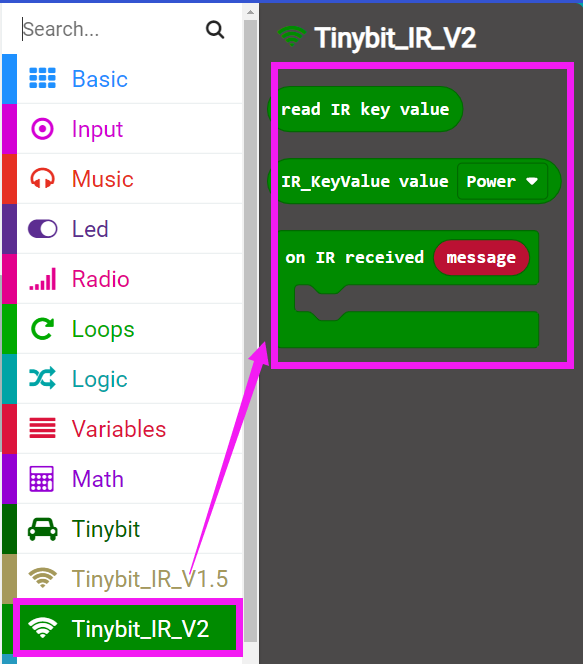 Search...
Basic
Input
Music
Led
Radio
Loops
Logic
Variables
Math
Tinybit
Tinybit_IR_V1.5
Tinybit_IR_V2
Tinybit_IR_V2
read IR key value
IR_KeyValue value Power
on IR received message